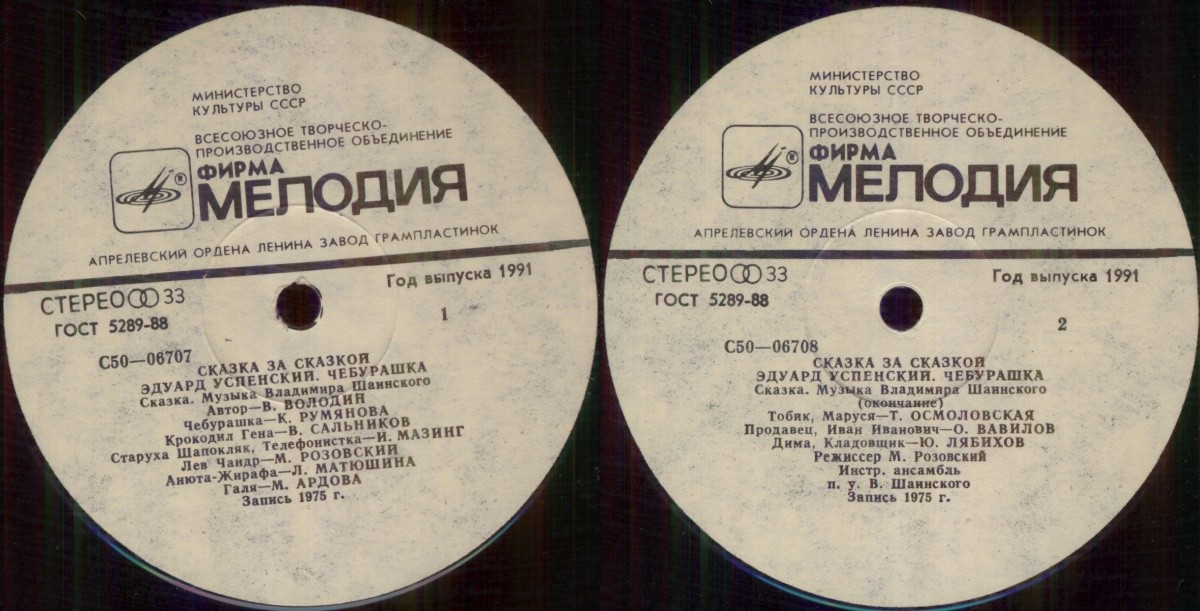 МИНИСТЕРСТВО
КУЛЬТУРЫ СССР
ВСЕСОЮЗНОЕ ТВОРЧЕСКО-
ПРОИЗВОДСТВЕННОЕ ОБЪЕДИНЕНИЕ
ФИРМА
®
МЕЛОДИЯ
АПРЕЛЕВСКИЙ ОРДЕНА ЛЕНИНА ЗАВОД ГРАМПЛАСТИНОК
СТЕРЕО 33
Год выпуска 1991
ГОСТ 5289-88
1
С50—06707
СКАЗКА ЗА СКАЗКОЙ
ЭДУАРД УСПЕНСКИЙ. ЧЕБУРАШКА
Сказка. Музыка Владимира Шаинского
Автор—В. ВОЛОДИН
Чебурашка—К. РУМЯНОВА
Крокодил Гена—В. САЛЬНИКОВ
Старуха Шапокляк, Телефонистка—И. МАЗИНГ
Лев Чандр—М. РОЗОВСКИЙ
Анюта-Жирафа—Л. МАТЮШИНА
Галя—М. АРДОВА
Запись 1975 г.
МИНИСТЕРСТВО
КУЛЬТУРЫ СССР
ВСЕСОЮЗНОЕ ТВОРЧЕСКО-
ПРОИЗВОДСТВЕННОЕ ОБЪЕДИНЕНИЕ
ФИРМА
®
МЕЛОДИЯ
АПРЕЛЕВСКИЙ ОРДЕНА ЛЕНИНА ЗАВОД ГРАМПЛАСТИНОК
СТЕРЕО 33
Год выпуска 1991
ГОСТ 5289-88
2
С50—06708
СКАЗКА ЗА СКАЗКОЙ
ЭДУАРД УСПЕНСКИЙ. ЧЕБУРАШКА
Сказка. Музыка Владимира Шаинского
(окончание)
Тобик, Маруся—Т. ОСМОЛОВСКАЯ
Продавец, Иван Иванович—О. ВАВИЛОВ
Дима, Кладовщик—Ю. ЛЯБИХОВ
Режиссер М. Розовский
Инстр. ансамбль
п. у. В. Шаинского
Запись 1975 г.